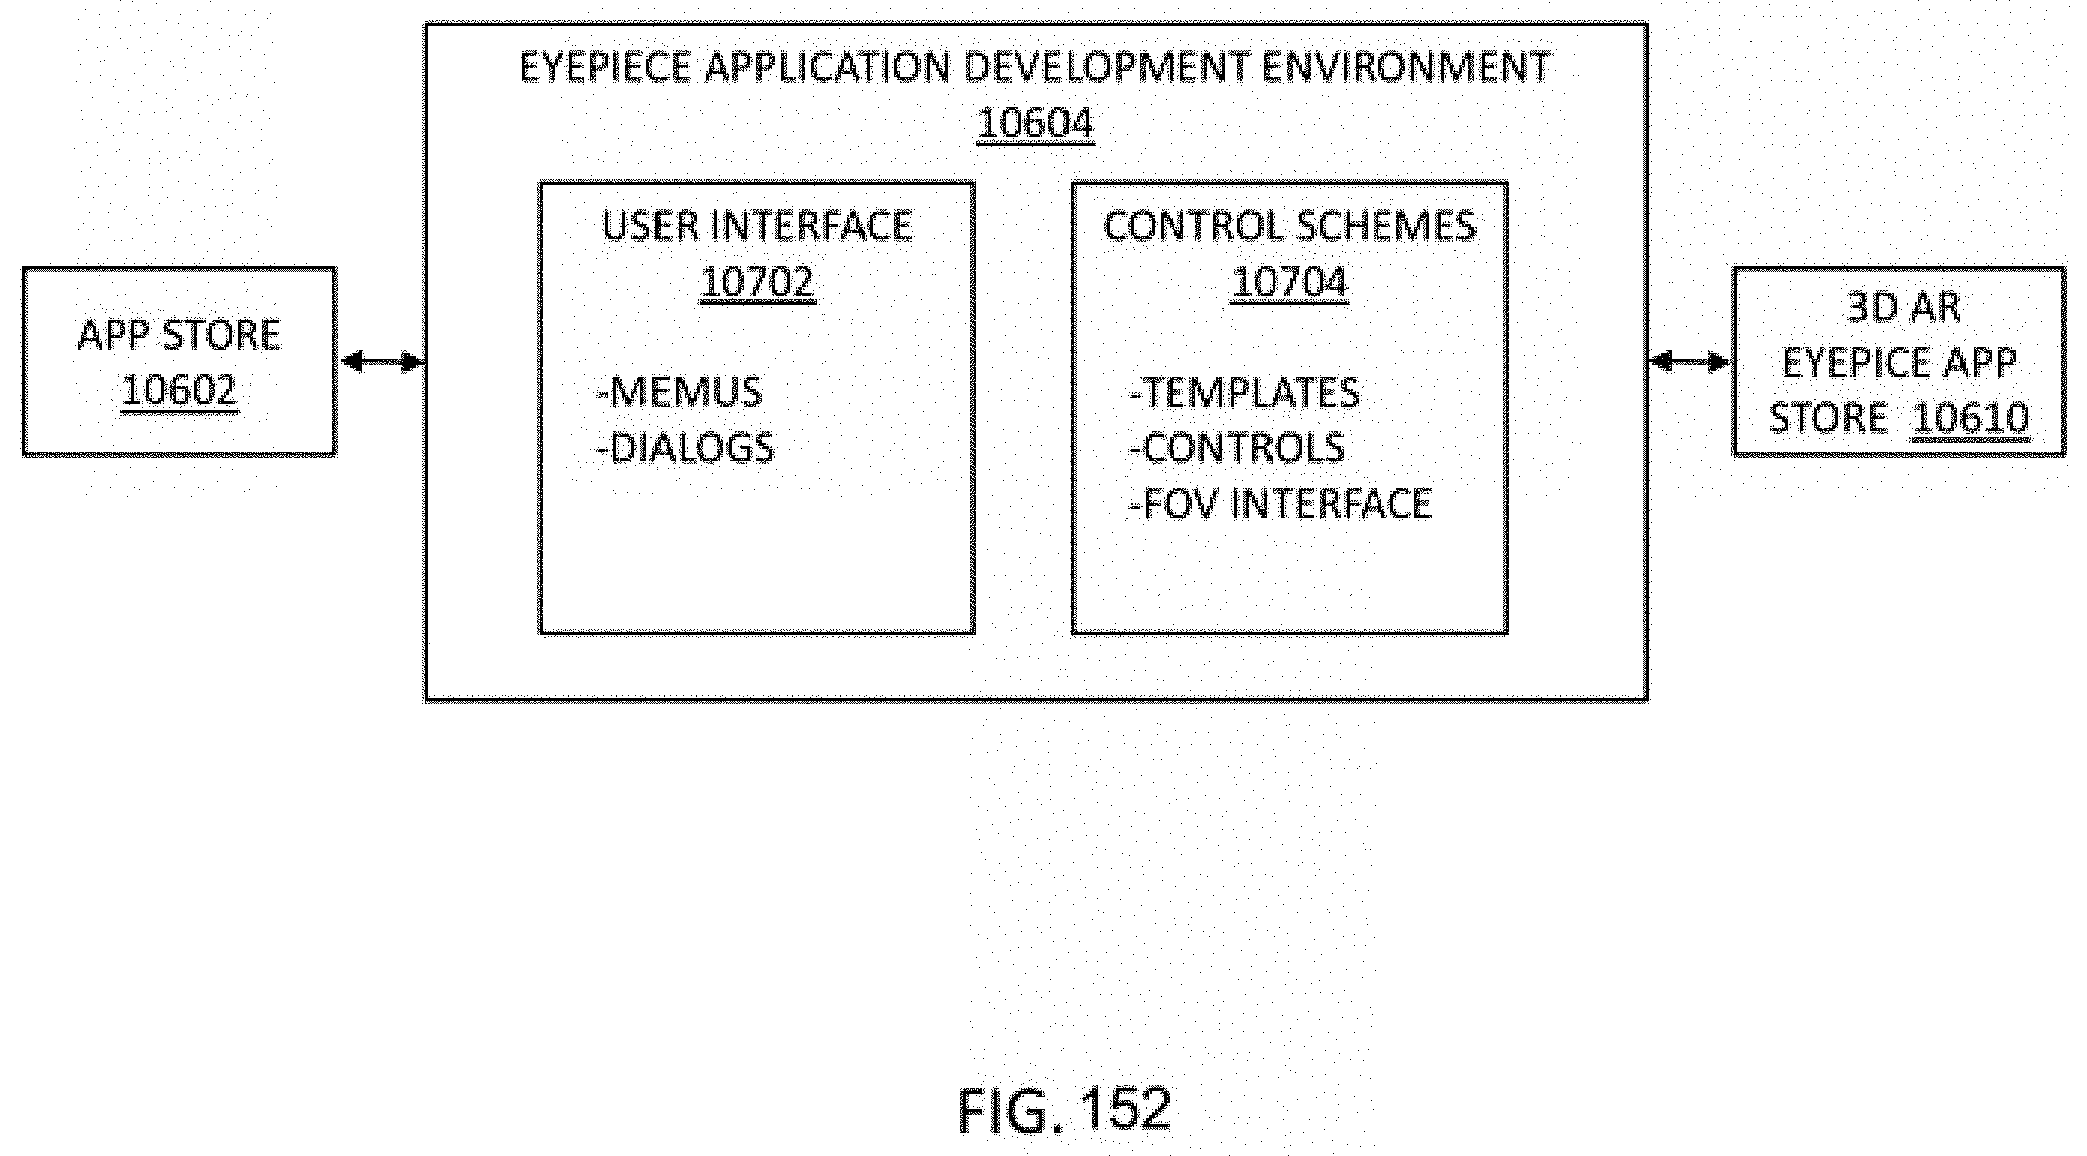 EYEPIECE APPLICATION DEVELOPMENT ENVIRONMENT
10604
USER INTERFACE
10702
-MEMUS
-DIALOGS
CONTROL SCHEMES
10704
-TEMPLATES
-CONTROLS
-FOV INTERFACE
APP STORE
10602
3D AR
EYEPICE APP
STORE 10610
FIG. 152